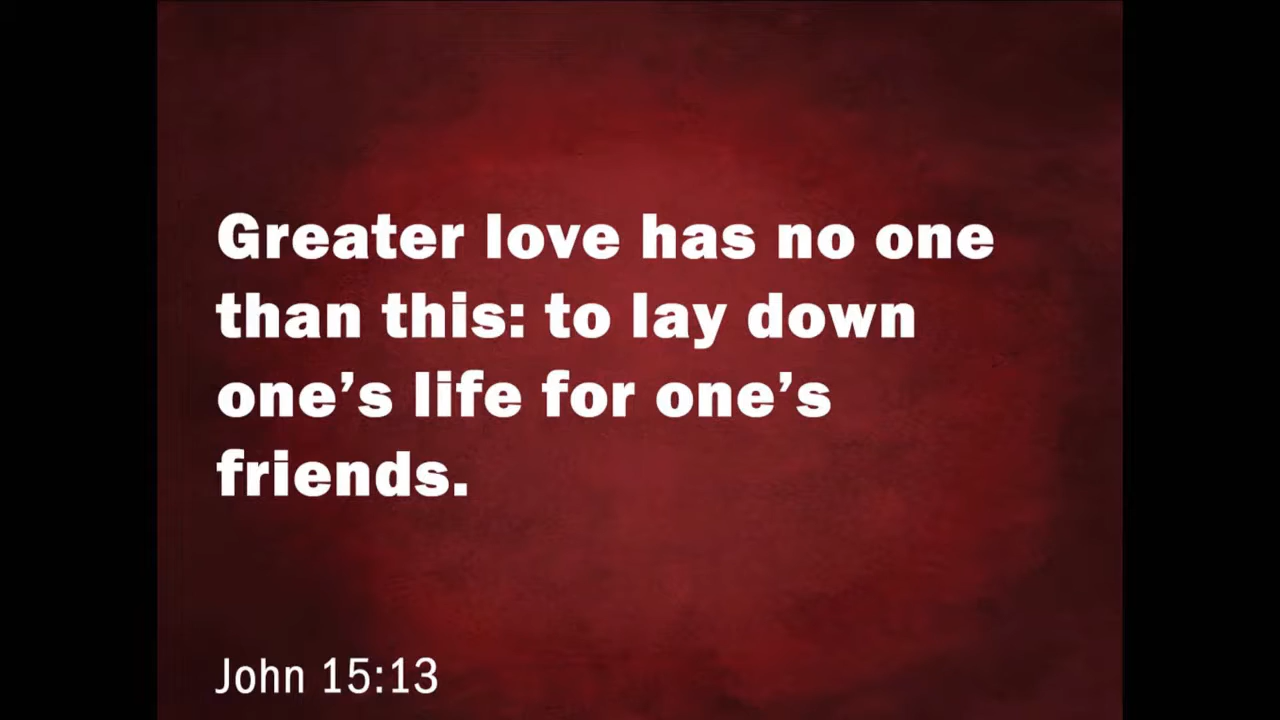 Greater love has no one
than this: to lay down
one’s life for one’s
friends.
John 15:13